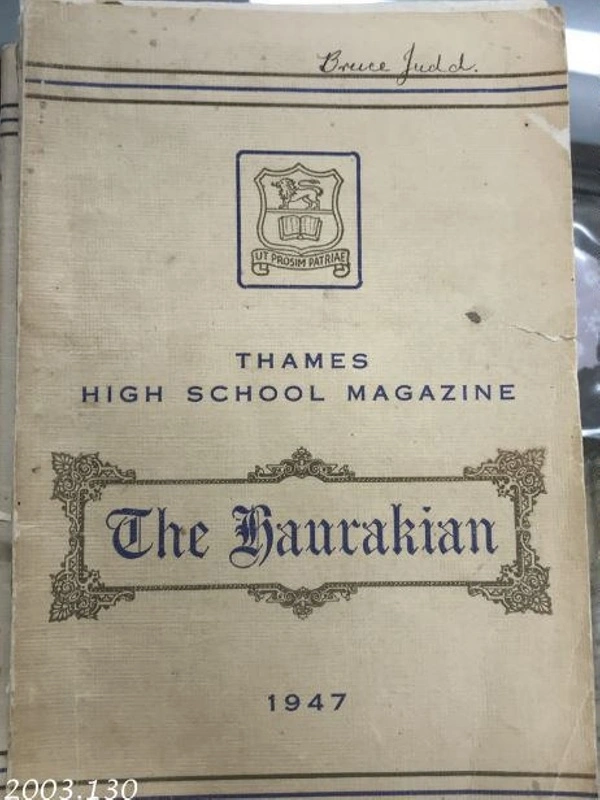 Bruce Judd.
UT PROSIM PATRIAE
THAMES
HIGH SCHOOL MAGAZINE
The Haurakian
1947
2003.130